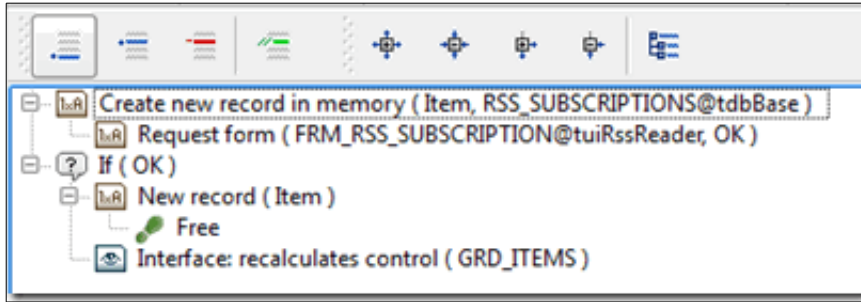 Create new record in memory ( Item, RSS_SUBSCRIPTIONS@tdbBase )
Request form ( FRM_RSS_SUBSCRIPTION@tuiRssReader, OK )
If ( OK )
New record ( Item )
Free
Interface: recalculates control ( GRD_ITEMS )